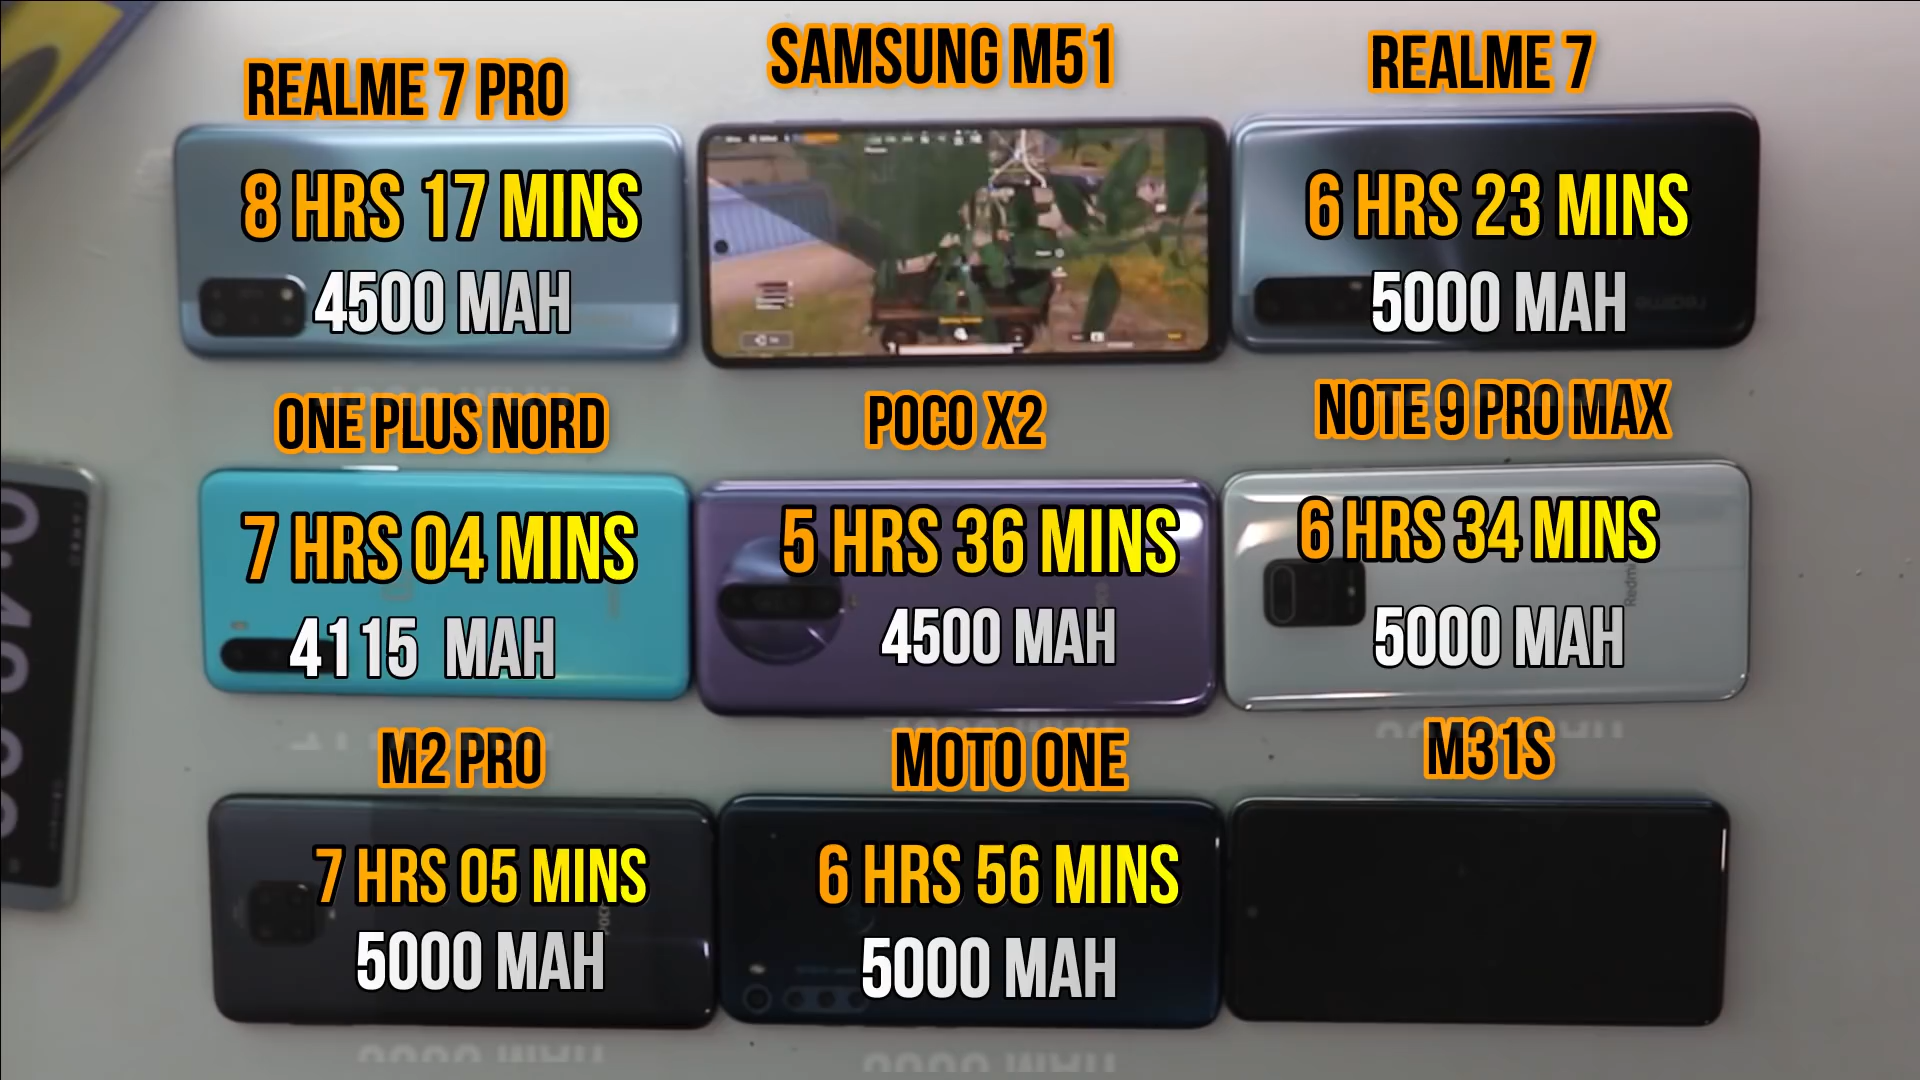 REALME 7 PRO
SAMSUNG M51
REALME 7
8 HRS 17 MINS
4500 MAH
6 HRS 23 MINS
5000 MAH
realme
ONE PLUS NORD
POCO X2
NOTE 9 PRO MAX
7 HRS 04 MINS
4115 MAH
5 HRS 36 MINS
4500 MAH
6 HRS 34 MINS
5000 MAH
Redmi
M2 PRO
MOTO ONE
M31S
7 HRS 05 MINS
5000 MAH
6 HRS 56 MINS
5000 MAH